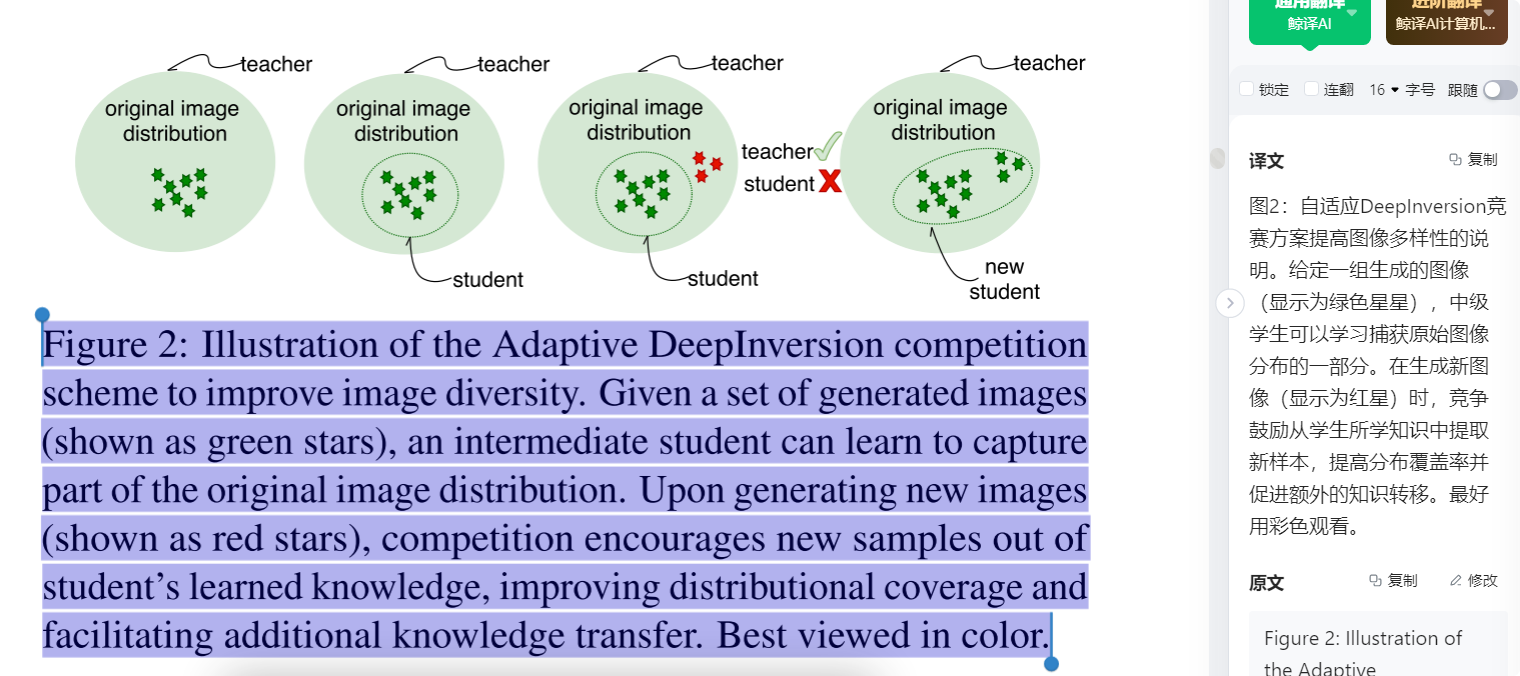 teacher
teacher
teacher
teacher
original image
distribution
original image
distribution
original image
distribution
original image
distribution
teacher
student
student
student
new
student
Figure 2: Illustration of the Adaptive DeepInversion competition
scheme to improve image diversity. Given a set of generated images
(shown as green stars), an intermediate student can learn to capture
part of the original image distribution. Upon generating new images
(shown as red stars), competition encourages new samples out of
student's learned knowledge, improving distributional coverage and
facilitating additional knowledge transfer. Best viewed in color.
通用翻译
鲸译AI
进阶翻译
鲸译AI计算机...
锁定 连翻 16 字号 跟随
译文 复制
图2：自适应DeepInversion竞
赛方案提高图像多样性的说
明。给定一组生成的图像
（显示为绿色星星），中级
学生可以学习捕获原始图像
分布的一部分。在生成新图
像（显示为红星）时，竞争
鼓励从学生所学知识中提取
新样本，提高分布覆盖率并
促进额外的知识转移。最好
用彩色观看。
原文 复制 修改
Figure 2: Illustration of
the Adaptive